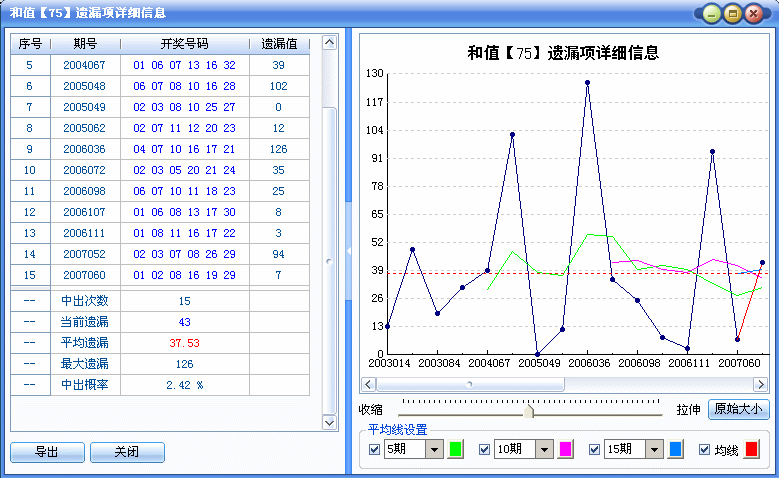 和值【75】遗漏项详细信息
序号 期号 开奖号码 遗漏值
5 2004067 01 06 07 13 16 32 39
6 2005048 06 07 08 10 16 28 102
7 2005049 02 03 08 10 25 27 0
8 2005062 02 07 11 12 20 23 12
9 2006036 04 07 10 16 17 21 126
10 2006072 02 03 05 20 21 24 35
11 2006098 06 07 10 11 18 23 25
12 2006107 01 06 08 13 17 30 8
13 2006111 01 08 11 16 17 22 3
14 2007052 02 03 07 08 26 29 94
15 2007060 01 02 08 16 19 29 7
-- 中出次数 15
-- 当前遗漏 43
-- 平均遗漏 37.53
-- 最大遗漏 126
-- 中出概率 2.42 %
导出 关闭
和值【75】遗漏项详细信息
130
117
104
91
78
65
52
39
26
13
0
2003014 2003084 2004067 2005049 2006036 2006098 2006111 2007060
收缩 拉伸 原始大小
平均线设置
5期 10期 15期 均线